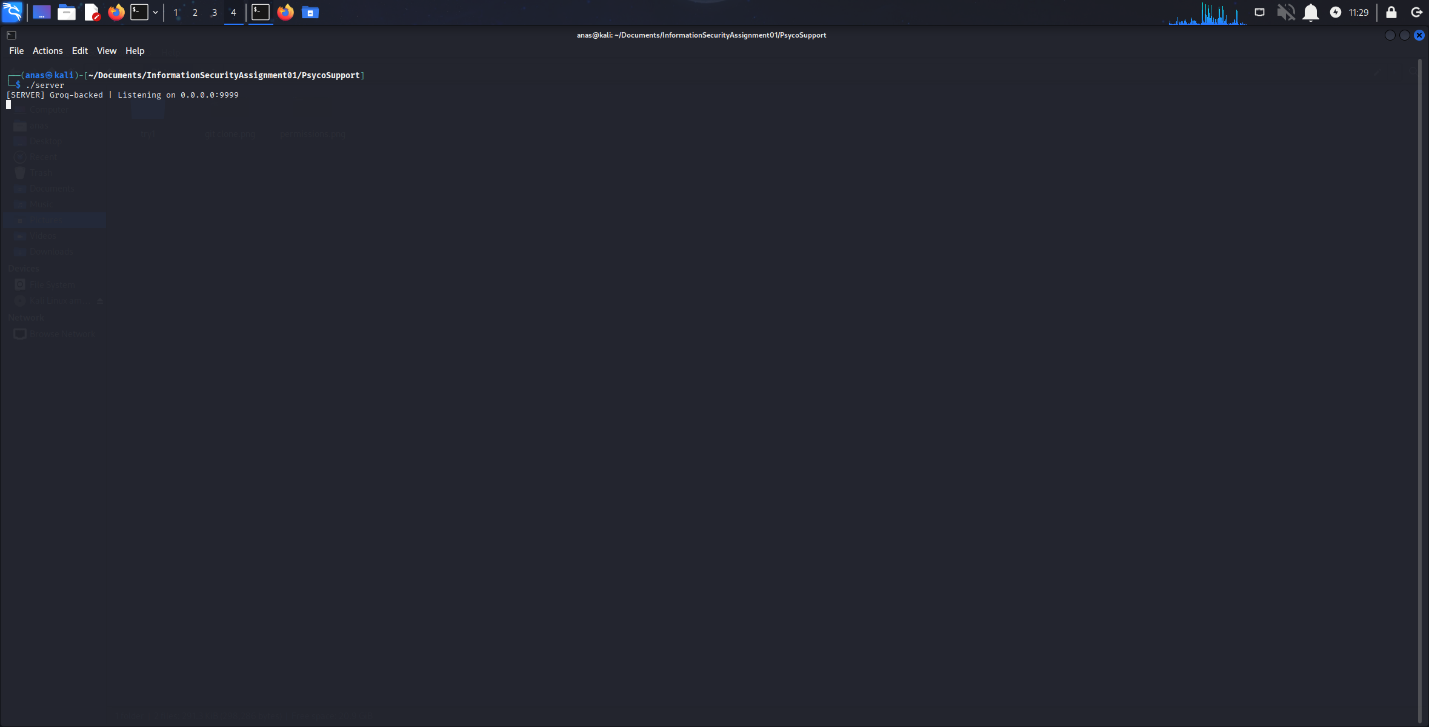 1 2 3 4
11:29
anas@kali: ~/Documents/InformationSecurityAssignment01/PsycoSupport
File Actions Edit View Help
┌──(anas㉿kali)-[~/Documents/InformationSecurityAssignment01/PsycoSupport]
└─$ ./server
[SERVER] Groq-backed | Listening on 0.0.0.0:9999